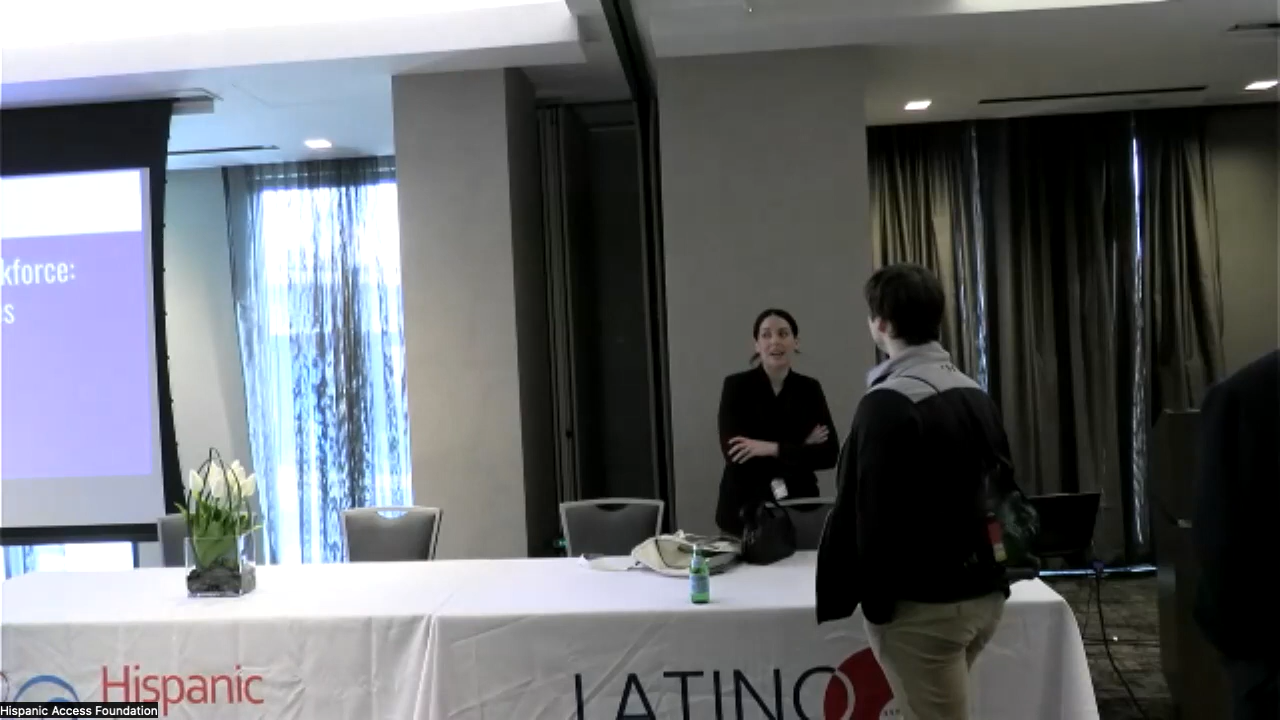 kforce:
s
Hispanic
LATINO
Hispanic Access Foundation